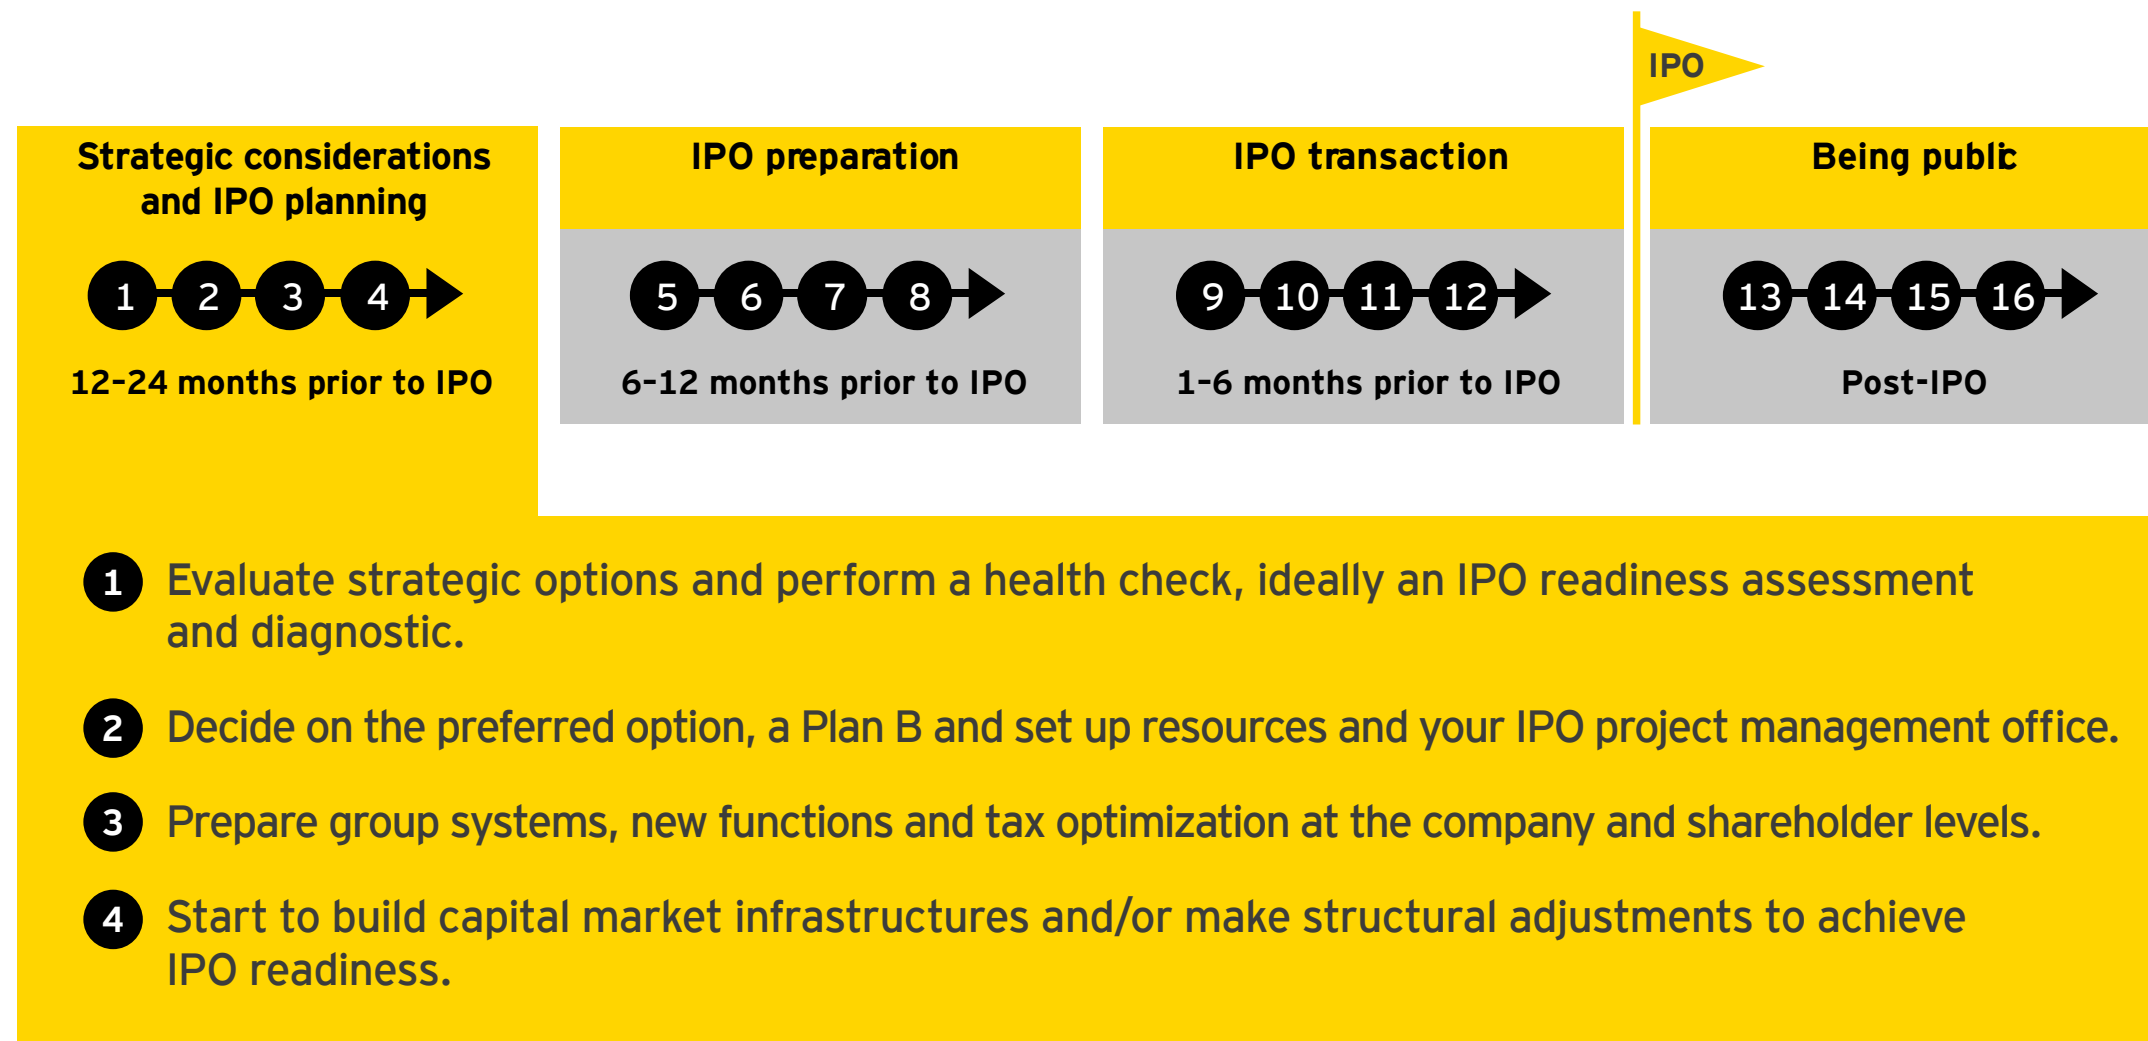 IPO
Strategic considerations
and IPO planning
1 2 3 4
12–24 months prior to IPO
IPO preparation
5 6 7 8
6–12 months prior to IPO
IPO transaction
9 10 11 12
1–6 months prior to IPO
Being public
13 14 15 16
Post-IPO
1 Evaluate strategic options and perform a health check, ideally an IPO readiness assessment
and diagnostic.
2 Decide on the preferred option, a Plan B and set up resources and your IPO project management office.
3 Prepare group systems, new functions and tax optimization at the company and shareholder levels.
4 Start to build capital market infrastructures and/or make structural adjustments to achieve
IPO readiness.